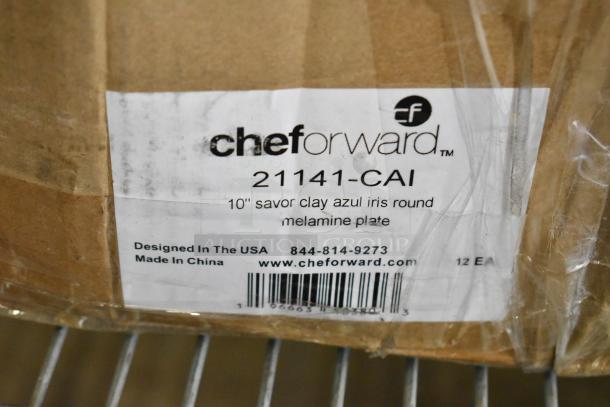 cheforward™
21141-CAI
10" savor clay azul iris round
melamine plate
Designed In The USA 844-814-9273
Made In China www.cheforward.com 12 EA